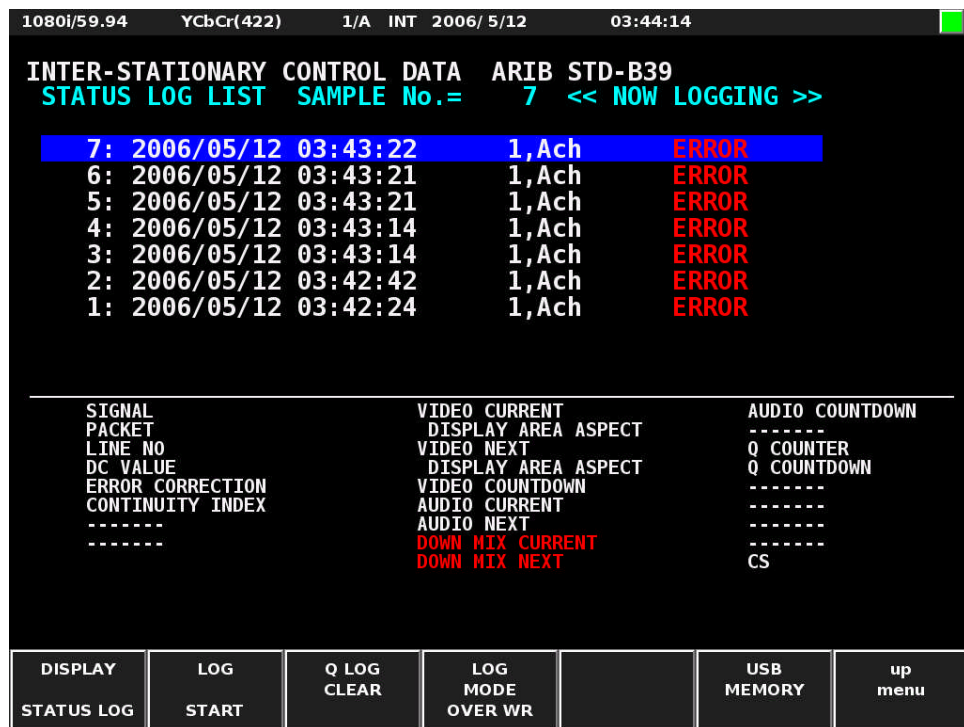 1080i/59.94 YCbCr(422) 1/A INT 2006/ 5/12 03:44:14
INTER-STATIONARY CONTROL DATA ARIB STD-B39
STATUS LOG LIST SAMPLE No.= 7 << NOW LOGGING >>
7: 2006/05/12 03:43:22 1,Ach ERROR
6: 2006/05/12 03:43:21 1,Ach ERROR
5: 2006/05/12 03:43:21 1,Ach ERROR
4: 2006/05/12 03:43:14 1,Ach ERROR
3: 2006/05/12 03:43:14 1,Ach ERROR
2: 2006/05/12 03:42:42 1,Ach ERROR
1: 2006/05/12 03:42:24 1,Ach ERROR
SIGNAL VIDEO CURRENT AUDIO COUNTDOWN
PACKET DISPLAY AREA ASPECT -------
LINE NO VIDEO NEXT Q COUNTER
DC VALUE DISPLAY AREA ASPECT Q COUNTDOWN
ERROR CORRECTION VIDEO COUNTDOWN -------
CONTINUITY INDEX AUDIO CURRENT -------
------- AUDIO NEXT -------
------- DOWN MIX CURRENT -------
DOWN MIX NEXT CS
DISPLAY LOG Q LOG LOG USB up
CLEAR MODE MEMORY menu
STATUS LOG START OVER WR